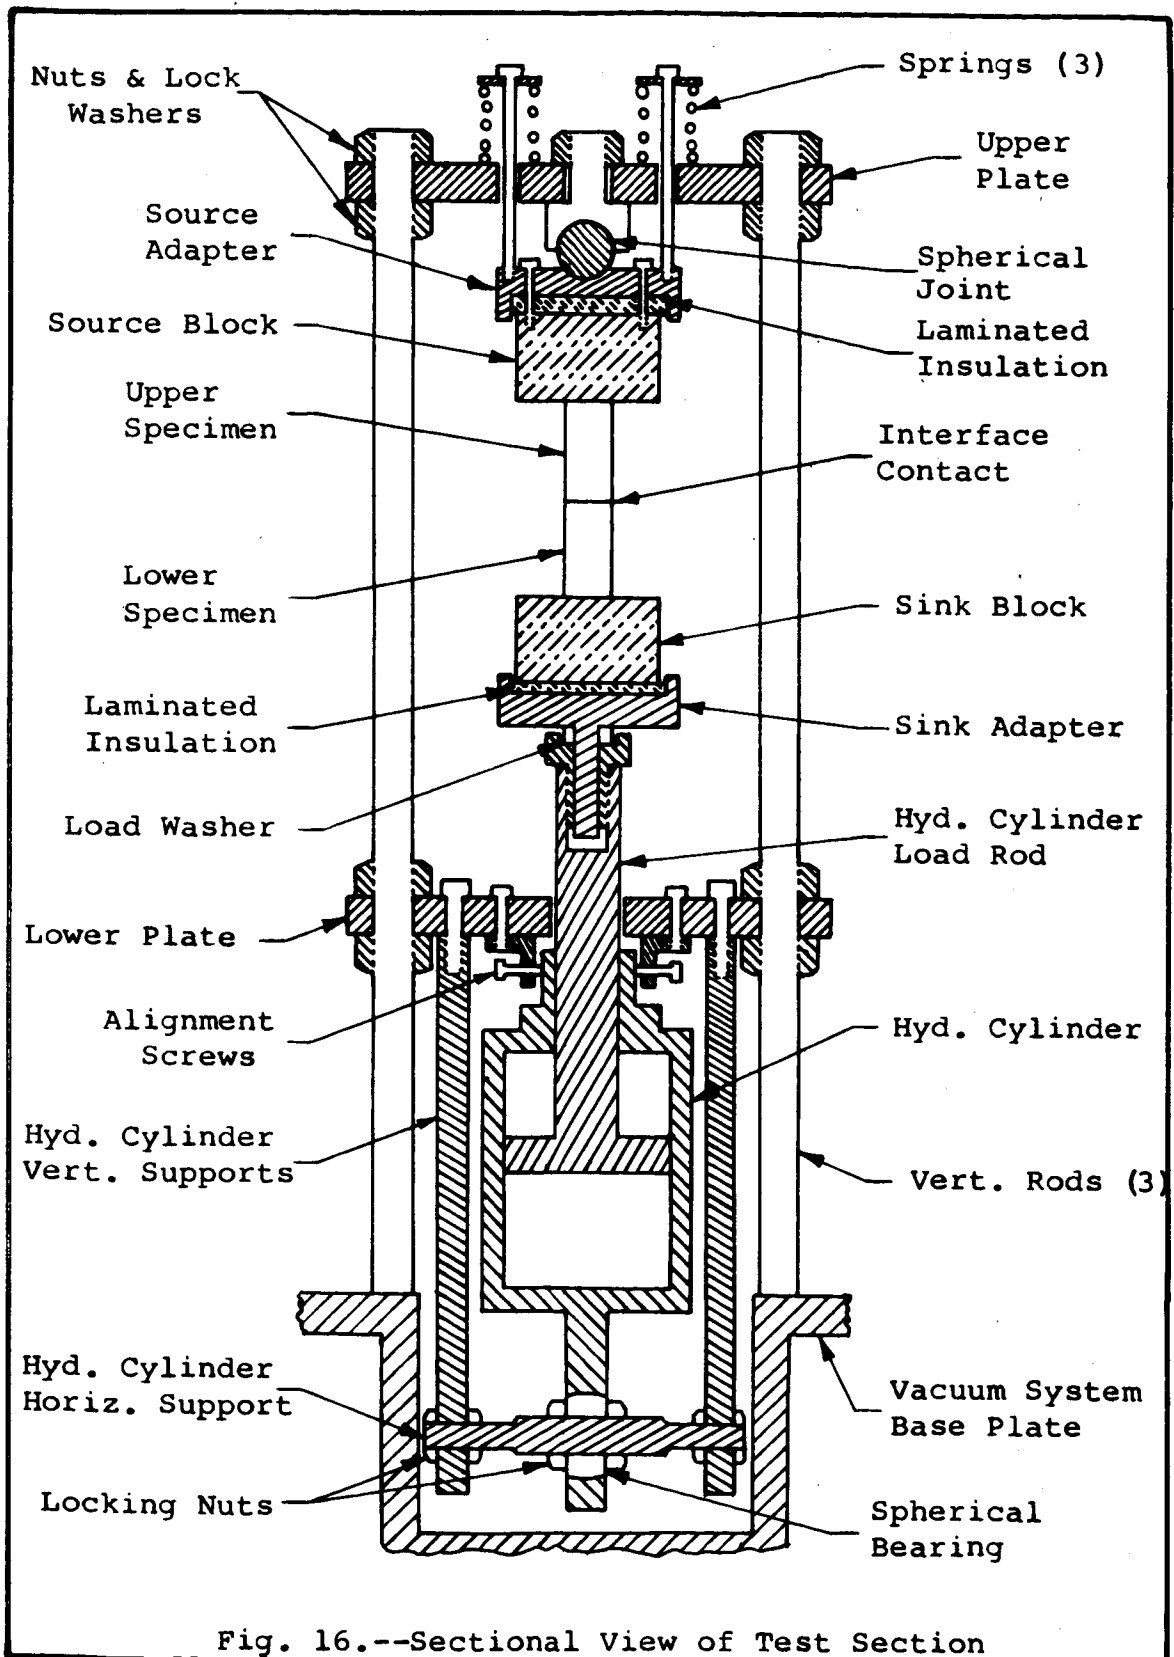 Nuts & Lock
Washers
Springs (3)
Upper
Plate
Source
Adapter
Spherical
Joint
Source Block
Laminated
Insulation
Upper
Specimen
Interface
Contact
Lower
Specimen
Sink Block
Laminated
Insulation
Sink Adapter
Load Washer
Hyd. Cylinder
Load Rod
Lower Plate
Alignment
Screws
Hyd. Cylinder
Hyd. Cylinder
Vert. Supports
Vert. Rods (3)
Hyd. Cylinder
Horiz. Support
Vacuum System
Base Plate
Locking Nuts
Spherical
Bearing
Fig. 16.--Sectional View of Test Section